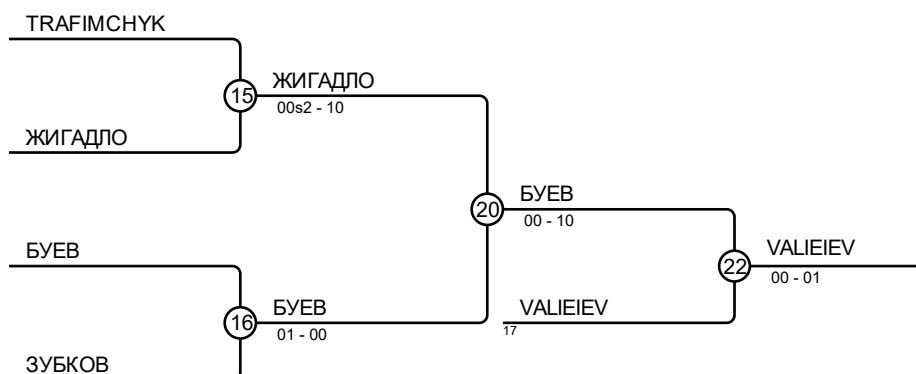 TRAFIMCHYK
15
ЖИГАДЛО
00s2 - 10
ЖИГАДЛО
20
БУЕВ
00 - 10
БУЕВ
22
VALIEIEV
00 - 01
16
БУЕВ
01 - 00
VALIEIEV
17
ЗУБКОВ